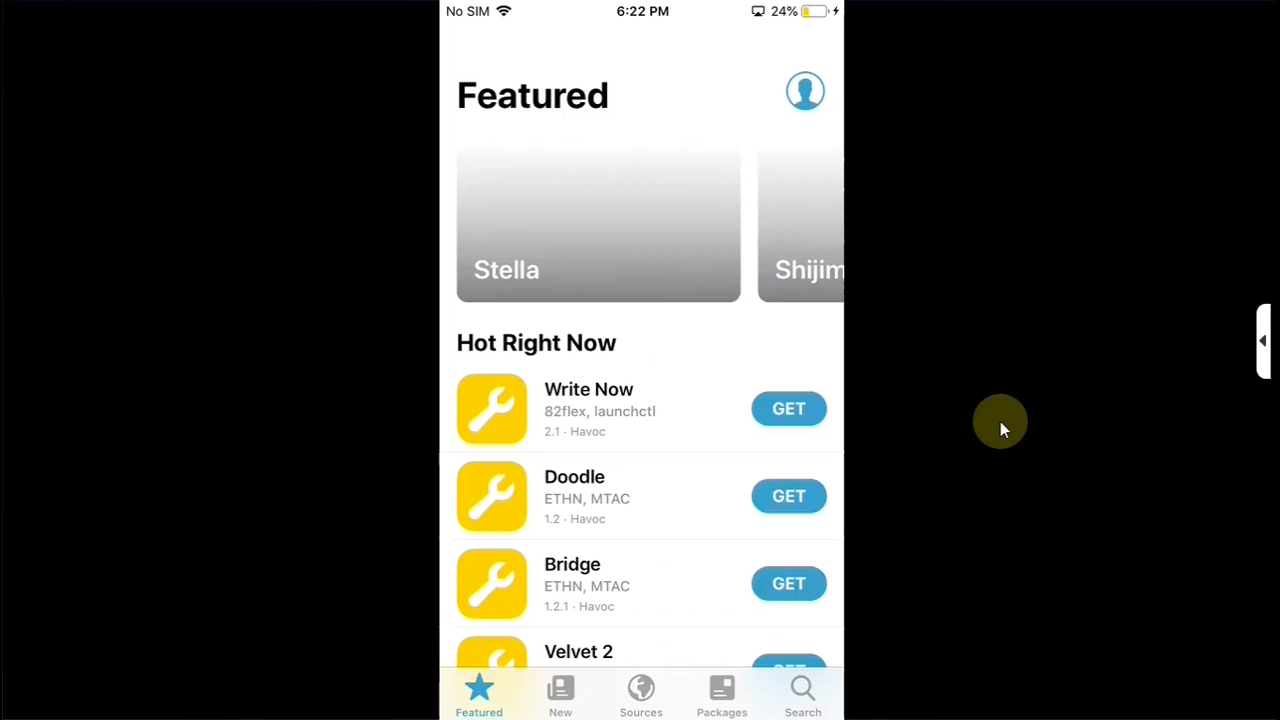 No SIM
6:22 PM
24%
Featured
Stella
Shijim
Hot Right Now
Write Now
82flex, launchctl
2.1 · Havoc
GET
Doodle
ETHN, MTAC
1.2 · Havoc
GET
Bridge
ETHN, MTAC
1.2.1 · Havoc
GET
Velvet 2
GET
Featured
New
Sources
Packages
Search